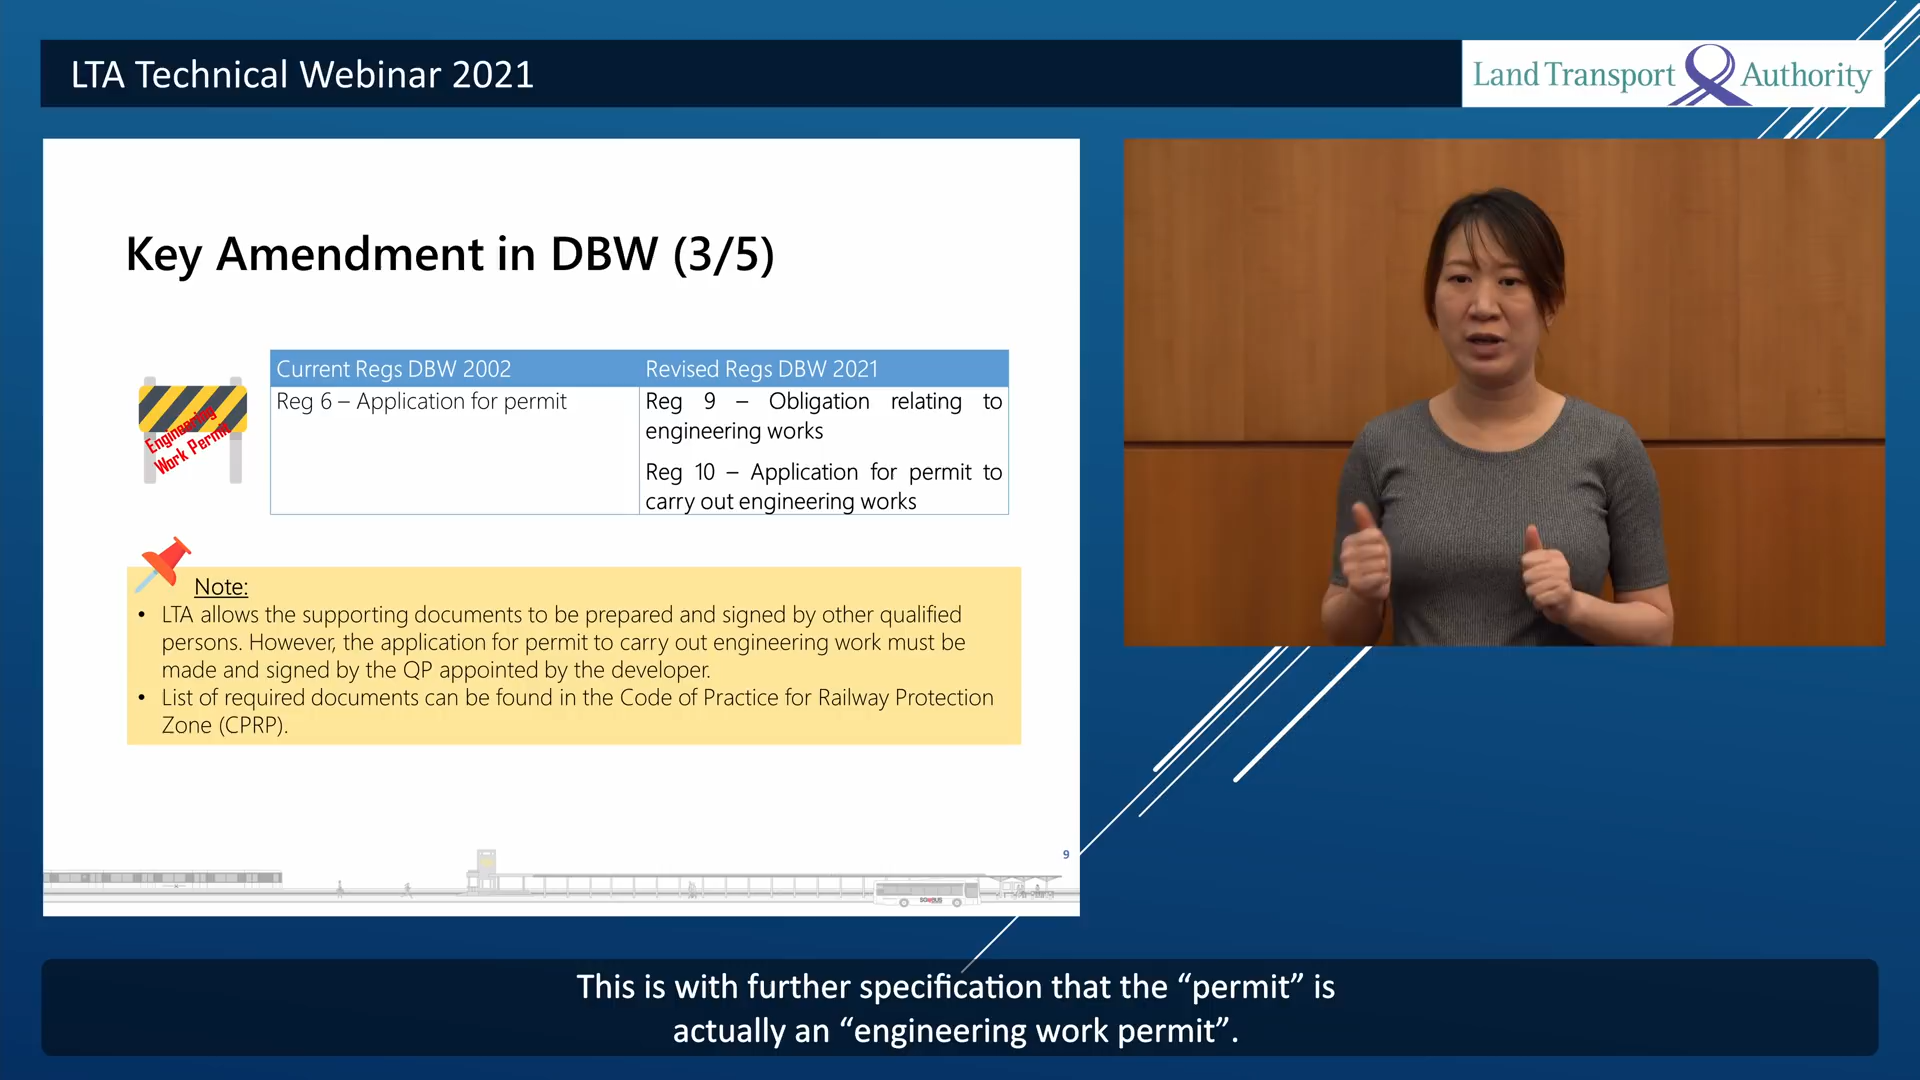 LTA Technical Webinar 2021
Land Transport Authority
Key Amendment in DBW (3/5)
Current Regs DBW 2002
Revised Regs DBW 2021
Reg 6 – Application for permit
Reg 9 – Obligation relating to
engineering works
Reg 10 – Application for permit to
carry out engineering works
Engineering
Work Permit
Note:
• LTA allows the supporting documents to be prepared and signed by other qualified
persons. However, the application for permit to carry out engineering work must be
made and signed by the QP appointed by the developer.
• List of required documents can be found in the Code of Practice for Railway Protection
Zone (CPRP).
9
SG♥BUS
This is with further specification that the “permit” is
actually an “engineering work permit”.